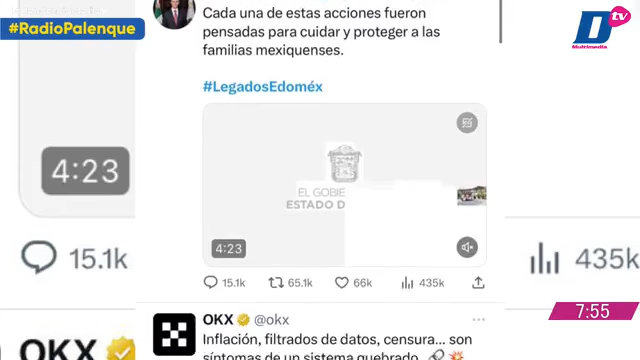 #RadioPalenque
Cada una de estas acciones fueron
pensadas para cuidar y proteger a las
familias mexiquenses.
#LegadosEdoméx
EL GOBIE
ESTADO D
4:23
4:23
15.1k
65.1k
66k
435k
15.1k
435k
OKX
OKX @okx
Inflación, filtrados de datos, censura... son
síntomas de un sistema quebrado.
D tv
Multimedia
7:55